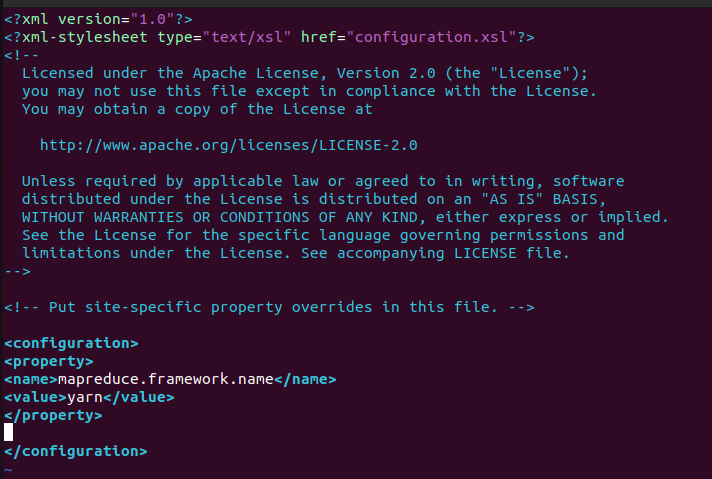 <?xml version="1.0"?>
<?xml-stylesheet type="text/xsl" href="configuration.xsl"?>
<!--
  Licensed under the Apache License, Version 2.0 (the "License");
  you may not use this file except in compliance with the License.
  You may obtain a copy of the License at

    http://www.apache.org/licenses/LICENSE-2.0

  Unless required by applicable law or agreed to in writing, software
  distributed under the License is distributed on an "AS IS" BASIS,
  WITHOUT WARRANTIES OR CONDITIONS OF ANY KIND, either express or implied.
  See the License for the specific language governing permissions and
  limitations under the License. See accompanying LICENSE file.
-->

<!-- Put site-specific property overrides in this file. -->

<configuration>
<property>
<name>mapreduce.framework.name</name>
<value>yarn</value>
</property>

</configuration>
~